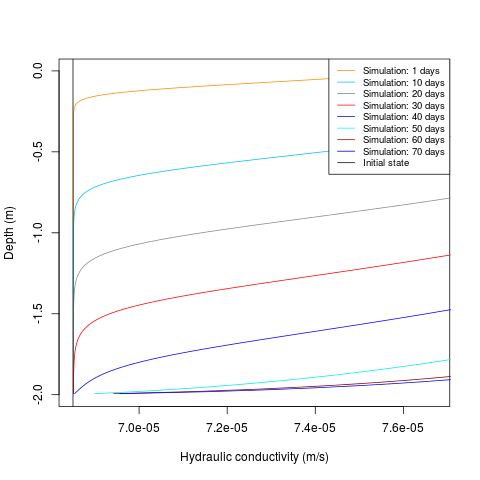 0.0
-0.5
-1.0
-1.5
-2.0
Depth (m)
Simulation: 1 days
Simulation: 10 days
Simulation: 20 days
Simulation: 30 days
Simulation: 40 days
Simulation: 50 days
Simulation: 60 days
Simulation: 70 days
Initial state
7.0e-05 7.2e-05 7.4e-05 7.6e-05
Hydraulic conductivity (m/s)